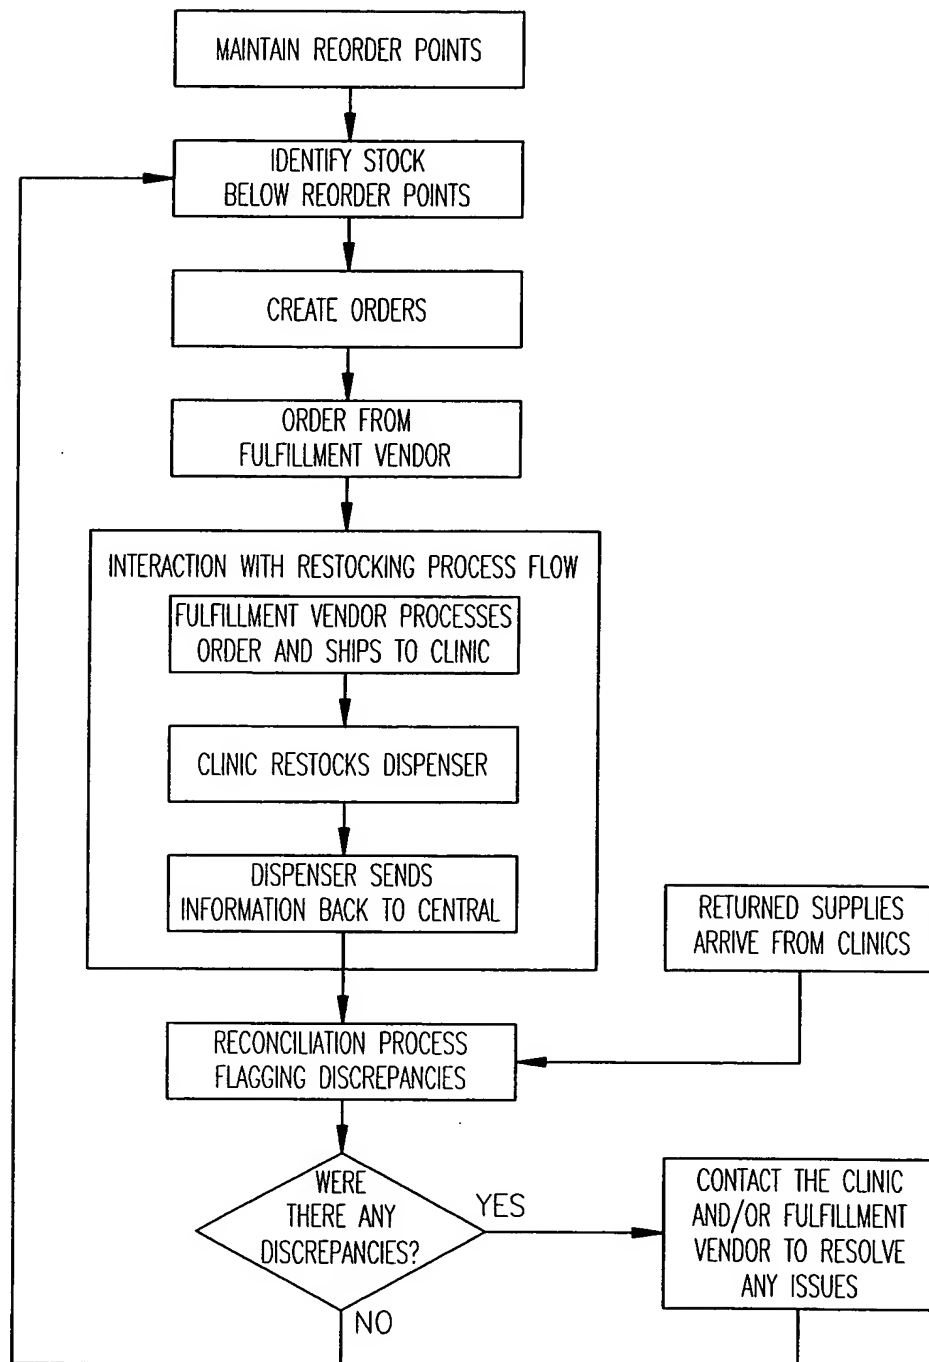 MAINTAIN REORDER POINTS
IDENTIFY STOCK
BELOW REORDER POINTS
CREATE ORDERS
ORDER FROM
FULFILLMENT VENDOR
INTERACTION WITH RESTOCKING PROCESS FLOW
FULFILLMENT VENDOR PROCESSES
ORDER AND SHIPS TO CLINIC
CLINIC RESTOCKS DISPENSER
DISPENSER SENDS
INFORMATION BACK TO CENTRAL
RETURNED SUPPLIES
ARRIVE FROM CLINICS
RECONCILIATION PROCESS
FLAGGING DISCREPANCIES
WERE
THERE ANY
DISCREPANCIES?
YES
CONTACT THE CLINIC
AND/OR FULFILLMENT
VENDOR TO RESOLVE
ANY ISSUES
NO